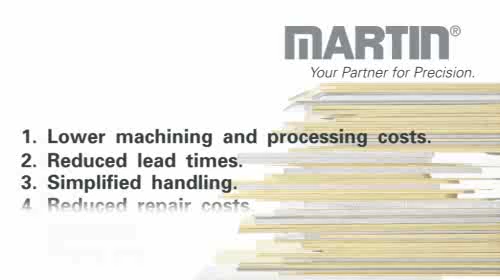 MARTIN®
Your Partner for Precision.
1. Lower machining and processing costs.
2. Reduced lead times.
3. Simplified handling.
4. Reduced repair costs